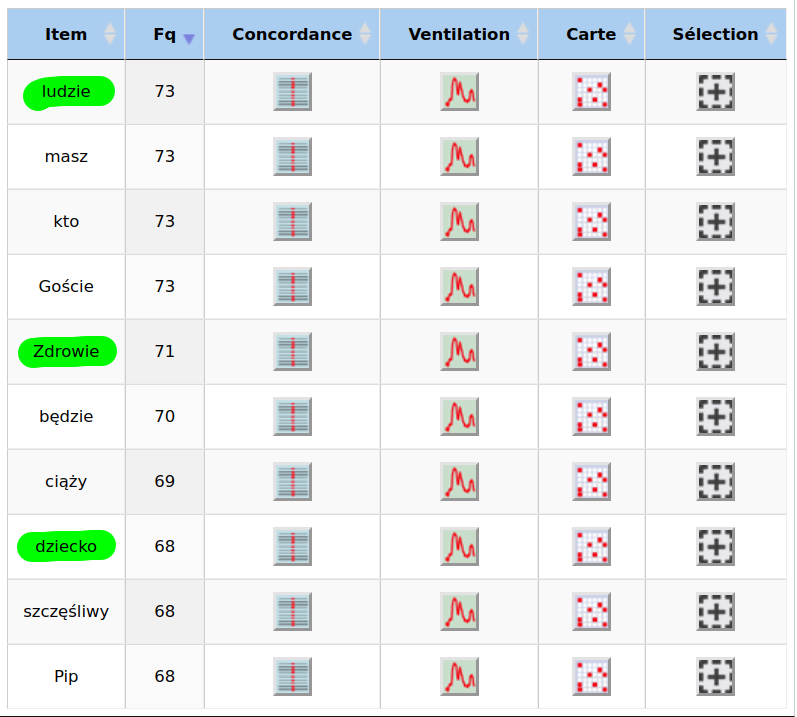 Item Fq Concordance Ventilation Carte Sélection
ludzie 73
masz 73
kto 73
Goście 73
Zdrowie 71
będzie 70
ciąży 69
dziecko 68
szczęśliwy 68
Pip 68